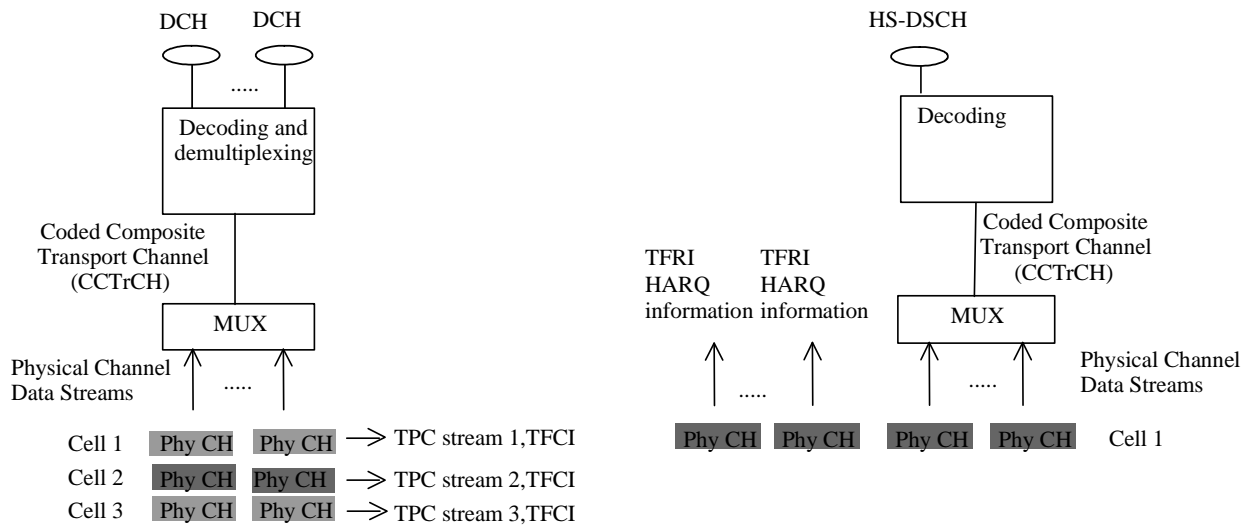 DCH DCH
.....
Decoding and
demultiplexing
Coded Composite
Transport Channel
(CCTrCH)
MUX
Physical Channel
Data Streams
.....
Cell 1 Phy CH Phy CH TPC stream 1,TFCI
Cell 2 Phy CH Phy CH TPC stream 2,TFCI
Cell 3 Phy CH Phy CH TPC stream 3,TFCI
HS-DSCH
Decoding
Coded Composite
Transport Channel
(CCTrCH)
TFRI
HARQ
information
TFRI
HARQ
information
MUX
Physical Channel
Data Streams
.....
.....
Phy CH Phy CH Phy CH Phy CH Cell 1